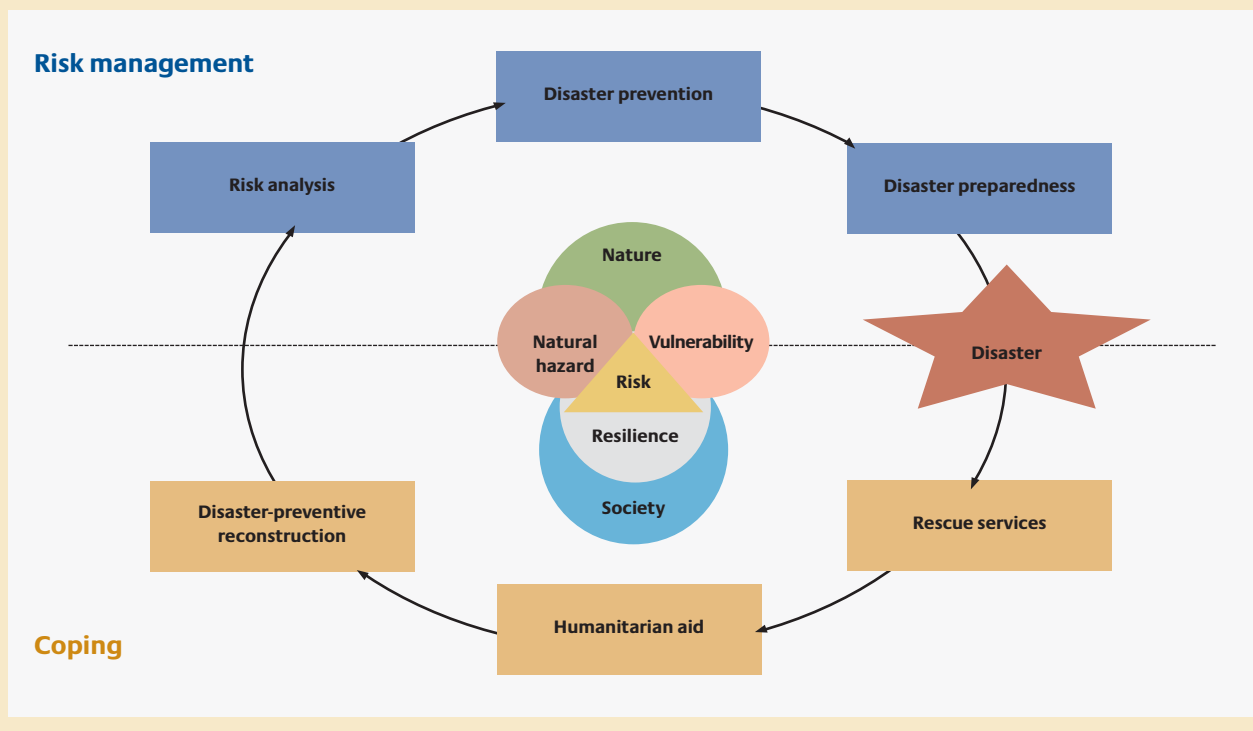 Risk management
Disaster prevention
Risk analysis
Disaster preparedness
Nature
Natural
hazard
Vulnerability
Risk
Disaster
Resilience
Society
Disaster-preventive
reconstruction
Rescue services
Humanitarian aid
Coping